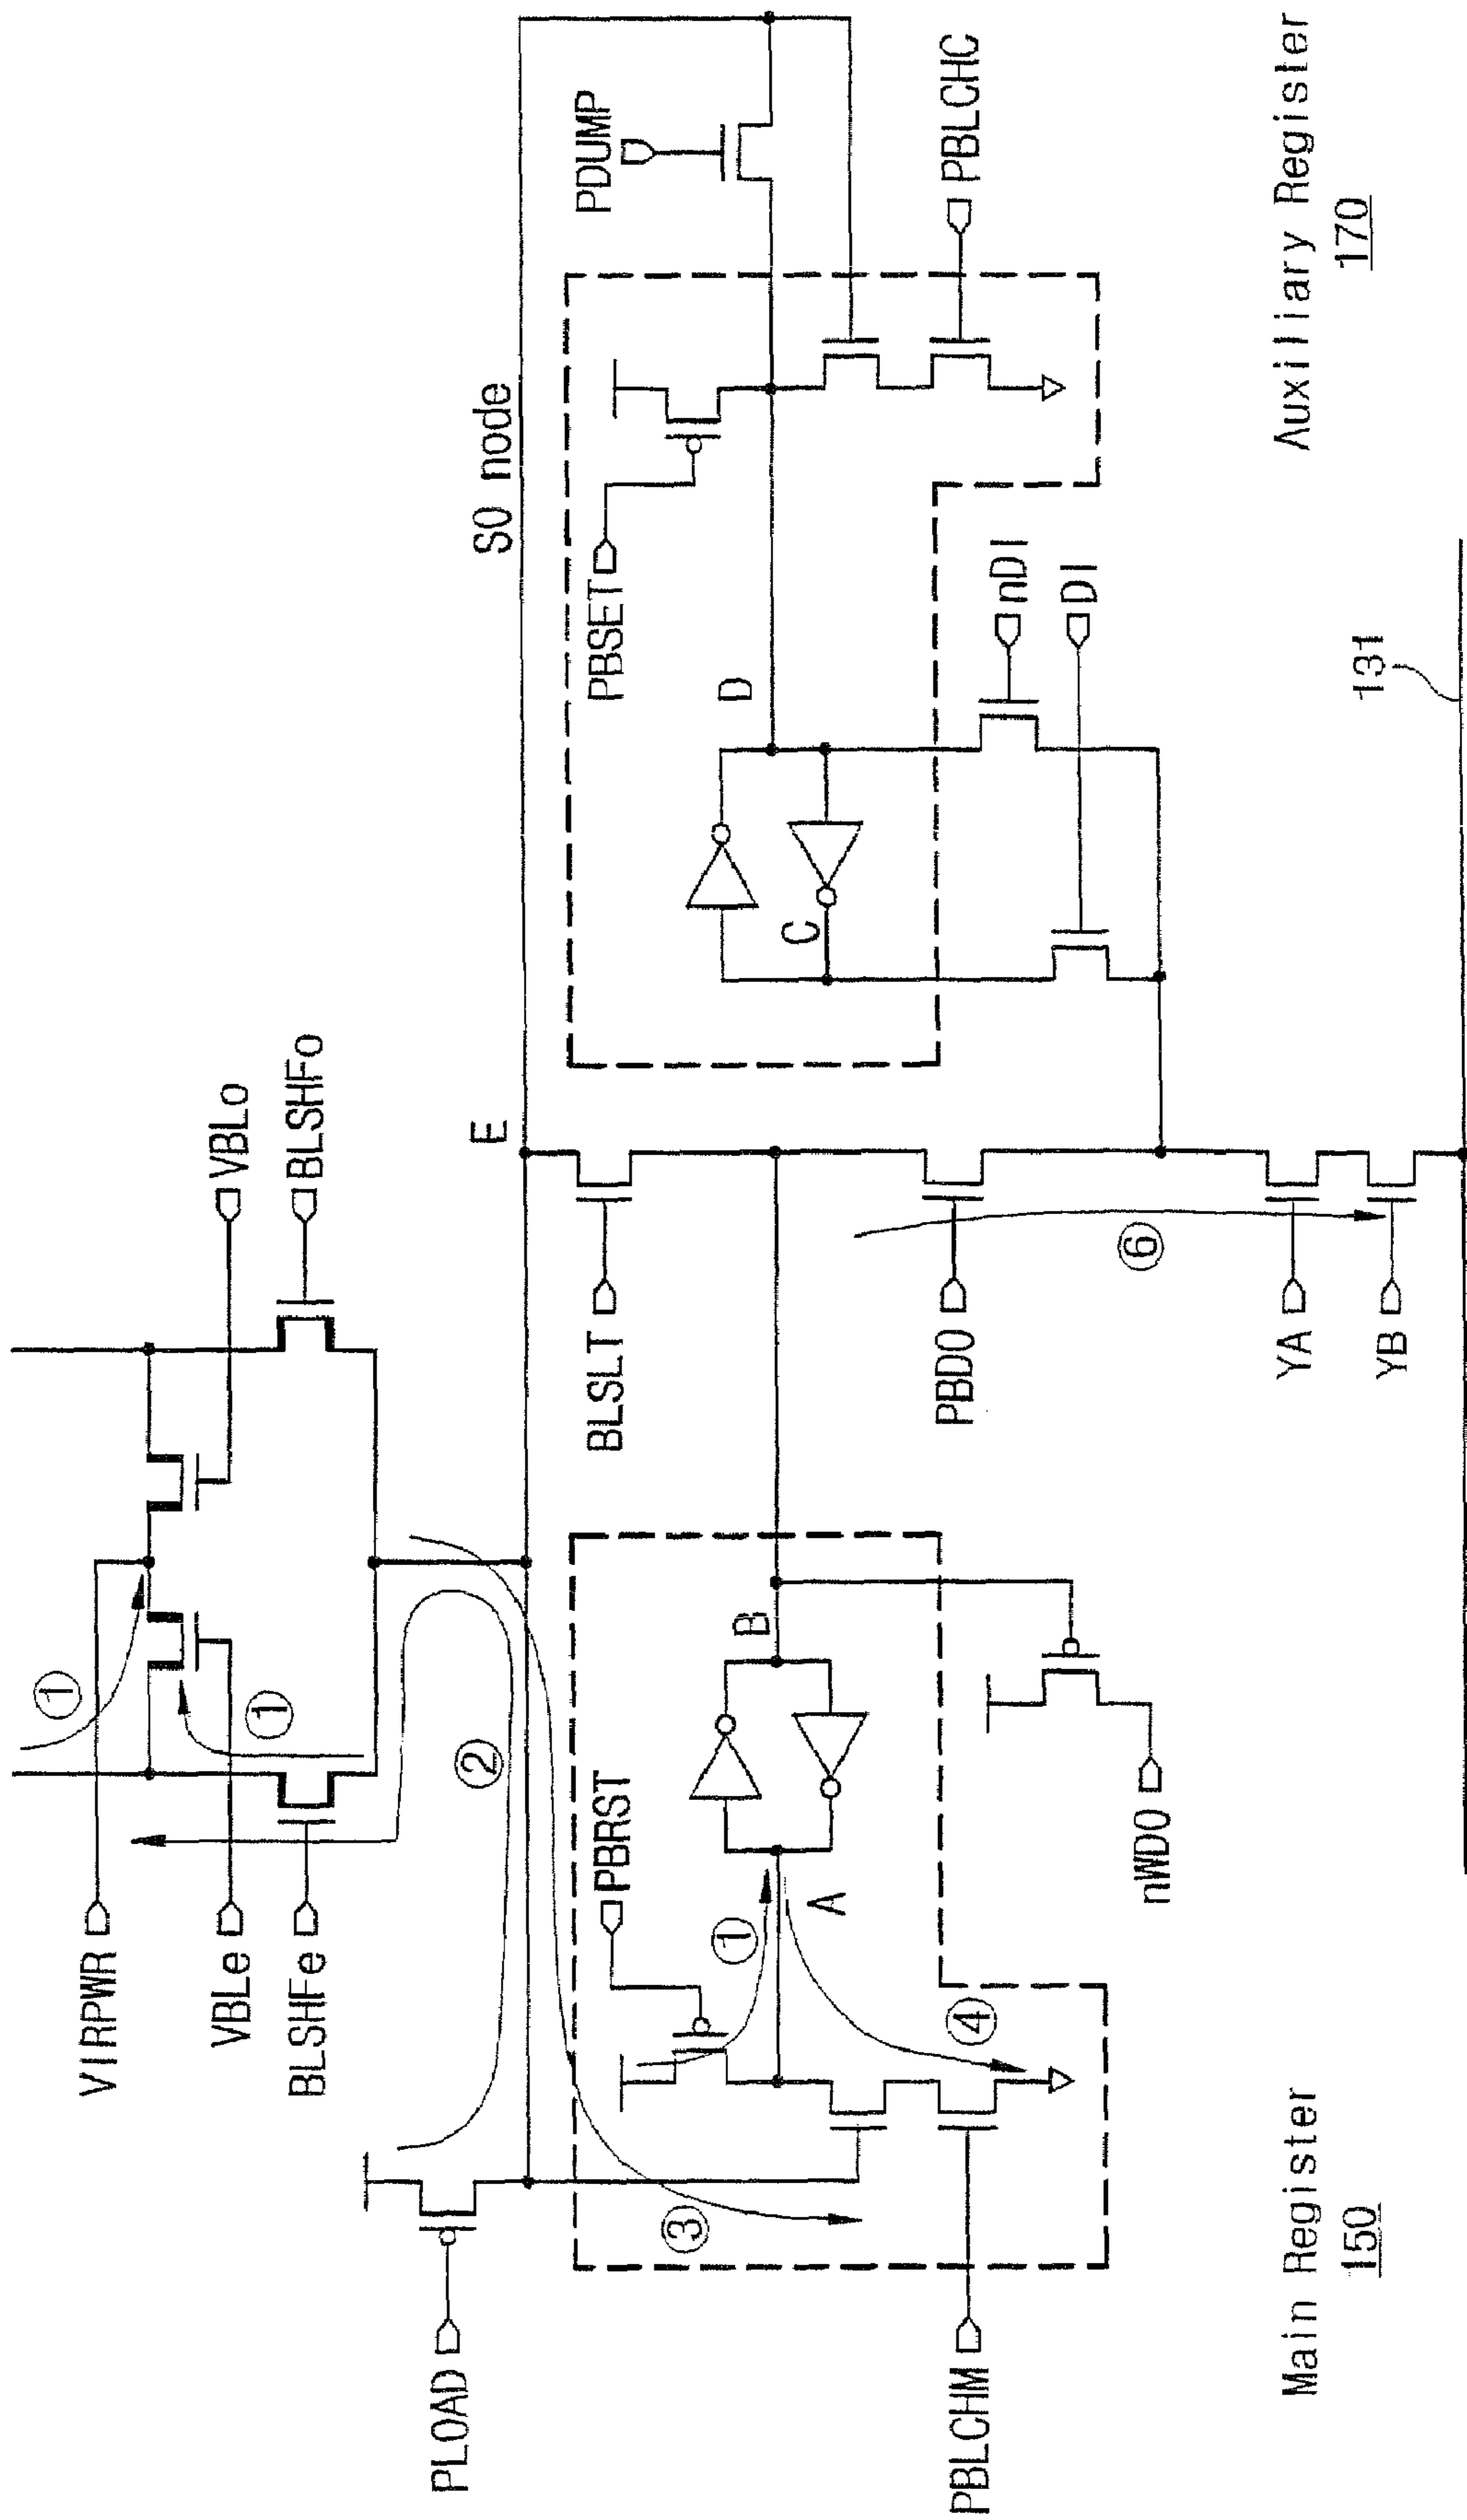 VIRPWR
VBLe
BLSHFe
VBLo
BLSHFo
①
①
②
PLOAD
E
SO node
PDUMP
PBRST
①
A
B
③
④
PBLCHM
nWDO
BLSLT
PBDO
⑥
YA
YB
PBSET
D
C
nDI
DI
PBLCHC
131
Main Register
150
Auxiliary Register
170